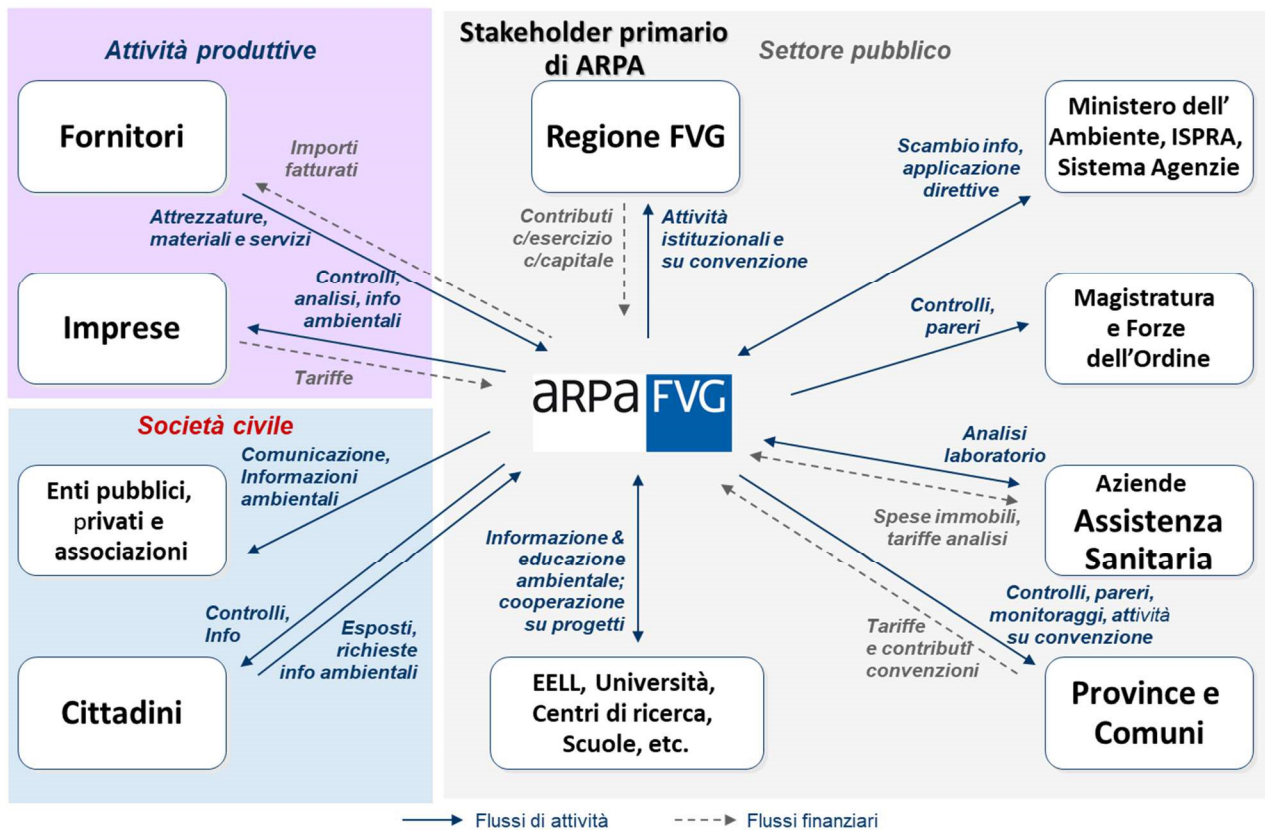 Attività produttive
Fornitori
Importi
fatturati
Attrezzature,
materiali e servizi
Imprese
Controlli,
analisi, info
ambientali
Tariffe
Società civile
Enti pubblici,
privati e
associazioni
Comunicazione,
Informazioni
ambientali
Controlli,
Info
Esposti,
richieste
info ambientali
Cittadini
Stakeholder primario
di ARPA
Settore pubblico
Regione FVG
Contributi
c/esercizio
c/capitale
Attività
istituzionali e
su convenzione
Scambio info,
applicazione
direttive
Ministero dell'
Ambiente, ISPRA,
Sistema Agenzie
Controlli,
pareri
Magistratura
e Forze
dell'Ordine
aRPa FVG
Analisi
laboratorio
Spese immobili,
tariffe analisi
Aziende
Assistenza
Sanitaria
Informazione &
educazione
ambientale;
cooperazione
su progetti
EELL, Università,
Centri di ricerca,
Scuole, etc.
Tariffe
e contributi
convenzioni
Controlli, pareri,
monitoraggi, attività
su convenzione
Province e
Comuni
Flussi di attività
Flussi finanziari